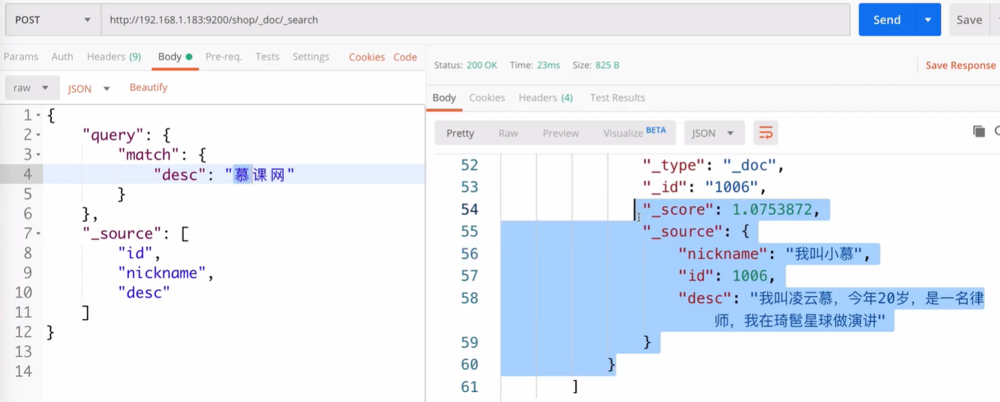 POST http://192.168.1.183:9200/shop/_doc/_search Send Save
Params Auth Headers (9) Body Pre-req. Tests Settings Cookies Code
raw JSON Beautify
1 {
2 "query": {
3 "match": {
4 "desc": "慕课网"
5 }
6 },
7 "_source": [
8 "id",
9 "nickname",
10 "desc"
11 ]
12 }
13
14
Status: 200 OK Time: 23ms Size: 825 B Save Response
Body Cookies Headers (4) Test Results
Pretty Raw Preview Visualize BETA JSON
52 "_type": "_doc",
53 "_id": "1006",
54 "_score": 1.0753872,
55 "_source": {
56 "nickname": "我叫小慕",
57 "id": 1006,
58 "desc": "我叫凌云慕，今年20岁，是一名律
师，我在琦䯲星球做演讲"
59 }
60 }
61 ]